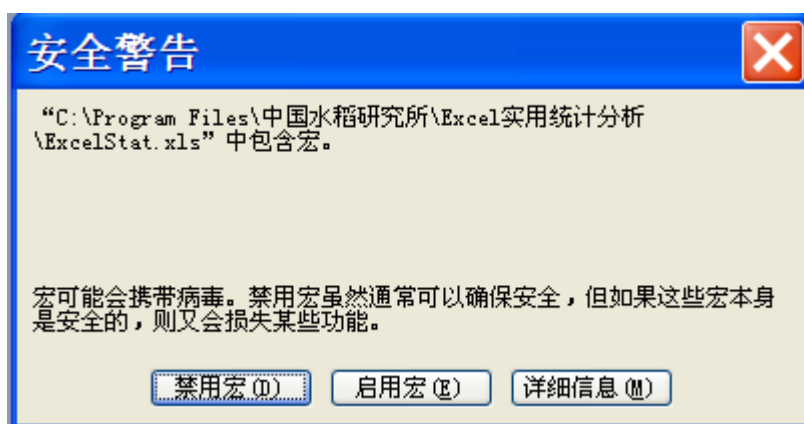 安全警告
“C:\Program Files\中国水稻研究所\Excel实用统计分析
\ExcelStat.xls”中包含宏。
宏可能会携带病毒。禁用宏虽然通常可以确保安全，但如果这些宏本身
是安全的，则又会损失某些功能。
禁用宏(D) 启用宏(E) 详细信息(M)